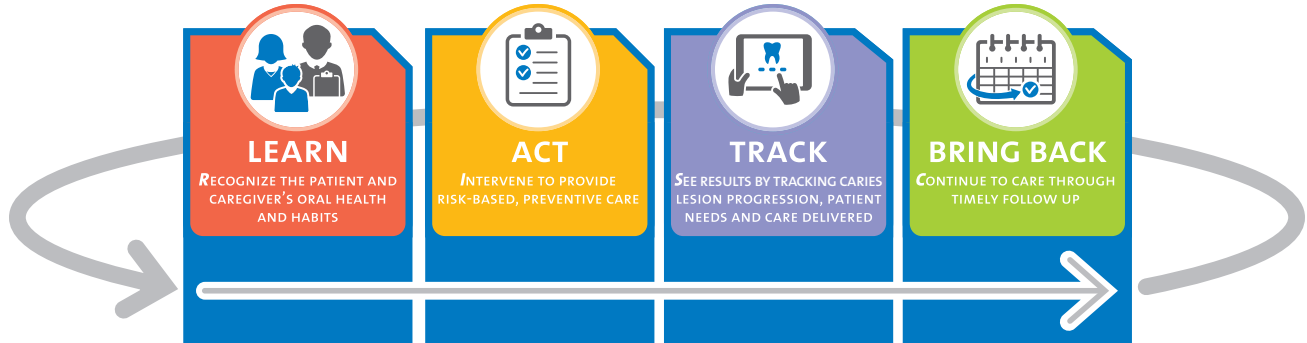 LEARN
RECOGNIZE THE PATIENT AND
CAREGIVER'S ORAL HEALTH
AND HABITS
ACT
INTERVENE TO PROVIDE
RISK-BASED, PREVENTIVE CARE
TRACK
SEE RESULTS BY TRACKING CARIES
LESION PROGRESSION, PATIENT
NEEDS AND CARE DELIVERED
BRING BACK
CONTINUE TO CARE THROUGH
TIMELY FOLLOW UP